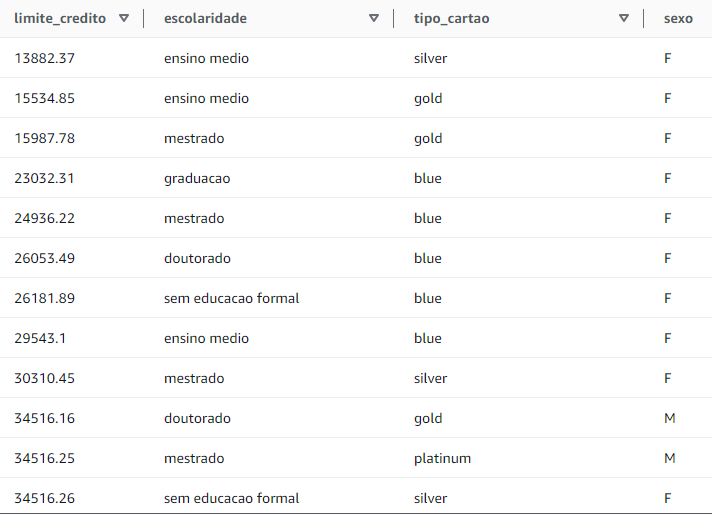 limite_credito escolaridade tipo_cartao sexo
13882.37 ensino medio silver F
15534.85 ensino medio gold F
15987.78 mestrado gold F
23032.31 graduacao blue F
24936.22 mestrado blue F
26053.49 doutorado blue F
26181.89 sem educacao formal blue F
29543.1 ensino medio blue F
30310.45 mestrado silver F
34516.16 doutorado gold M
34516.25 mestrado platinum M
34516.26 sem educacao formal silver F